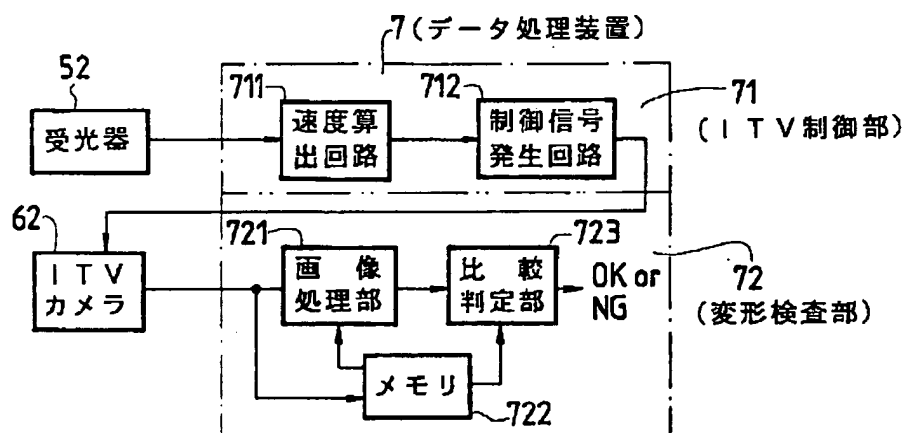 7(データ処理装置)
52
711
712
71
受光器
速度算
出回路
制御信号
発生回路
(ITV制御部)
62
721
723
ITV
カメラ
画像
処理部
比較
判定部
OK or
NG
72
(変形検査部)
メモリ
722